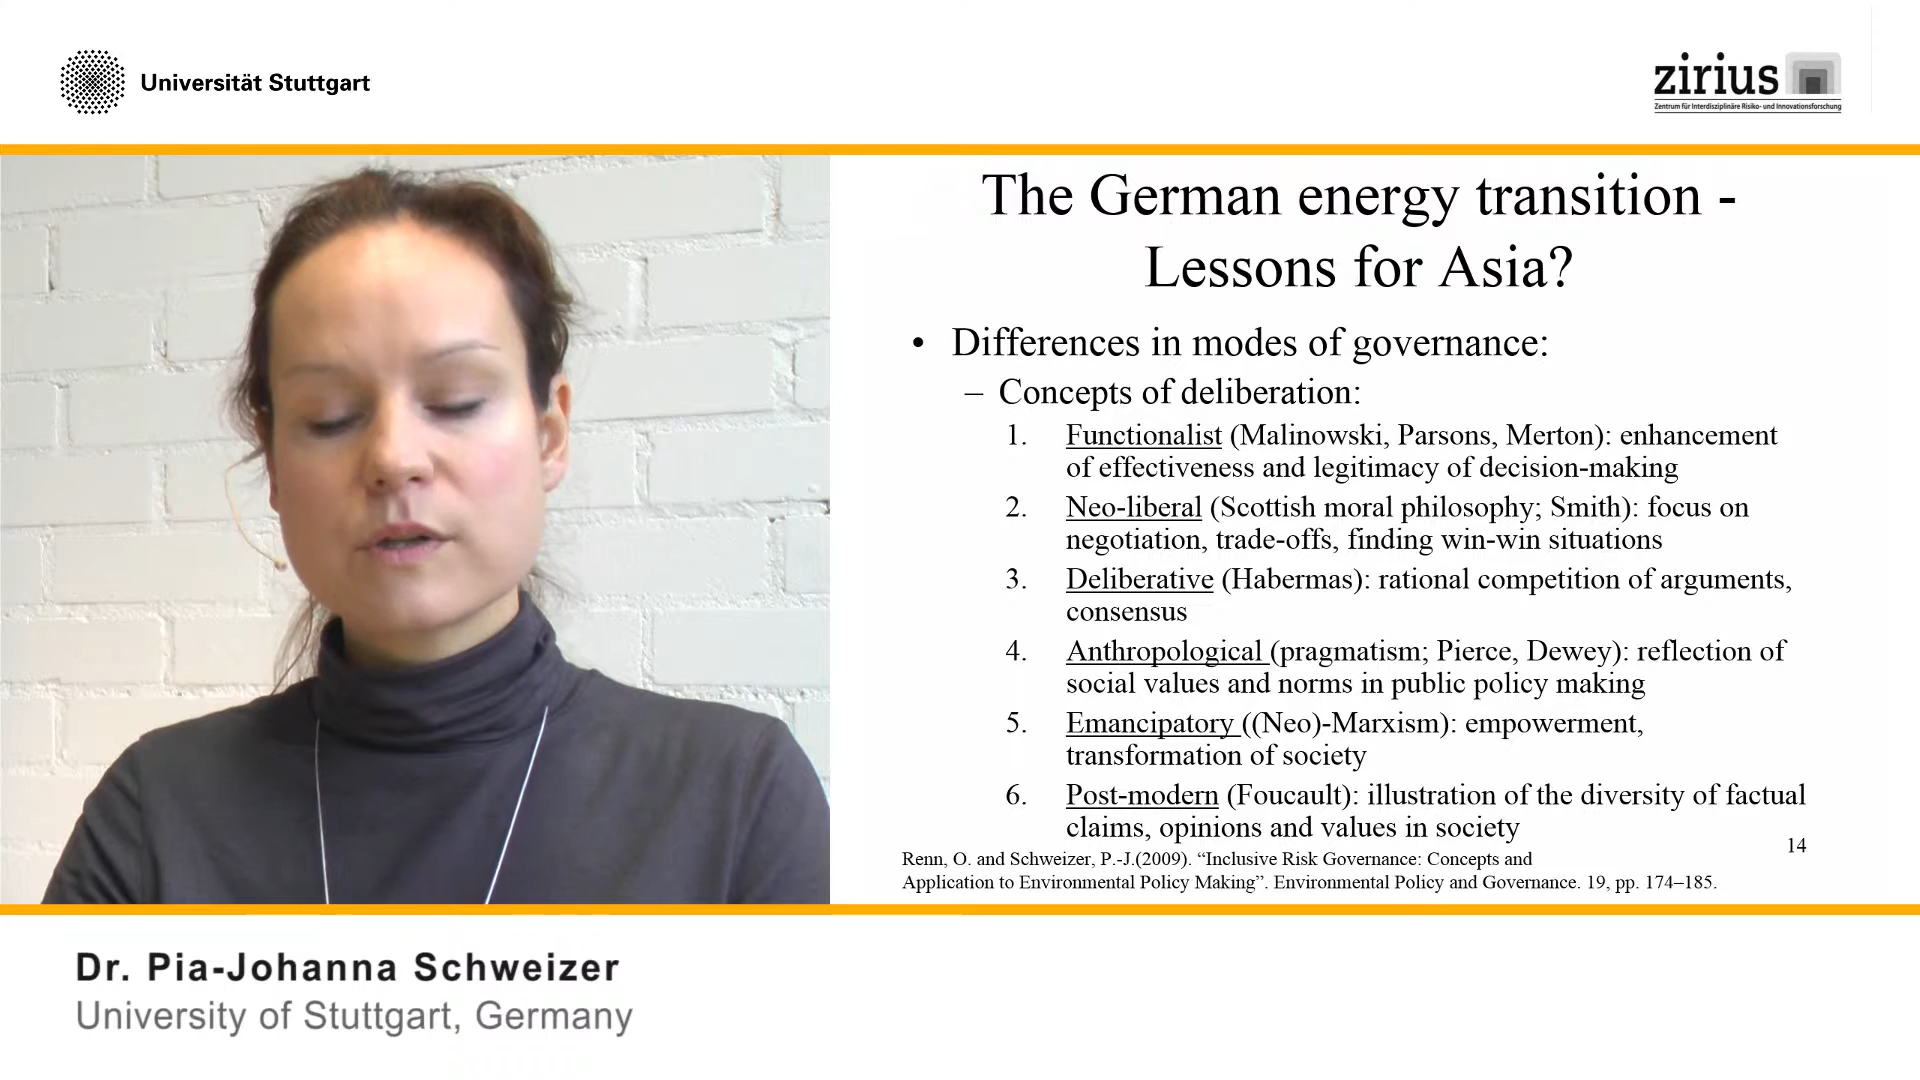 Universität Stuttgart
zirius
Zentrum für Interdisziplinäre Risiko- und Innovationsforschung
The German energy transition -
Lessons for Asia?
• Differences in modes of governance:
– Concepts of deliberation:
1. Functionalist (Malinowski, Parsons, Merton): enhancement
of effectiveness and legitimacy of decision-making
2. Neo-liberal (Scottish moral philosophy; Smith): focus on
negotiation, trade-offs, finding win-win situations
3. Deliberative (Habermas): rational competition of arguments,
consensus
4. Anthropological (pragmatism; Pierce, Dewey): reflection of
social values and norms in public policy making
5. Emancipatory ((Neo)-Marxism): empowerment,
transformation of society
6. Post-modern (Foucault): illustration of the diversity of factual
claims, opinions and values in society
14
Renn, O. and Schweizer, P.-J.(2009). “Inclusive Risk Governance: Concepts and
Application to Environmental Policy Making”. Environmental Policy and Governance. 19, pp. 174–185.
Dr. Pia-Johanna Schweizer
University of Stuttgart, Germany